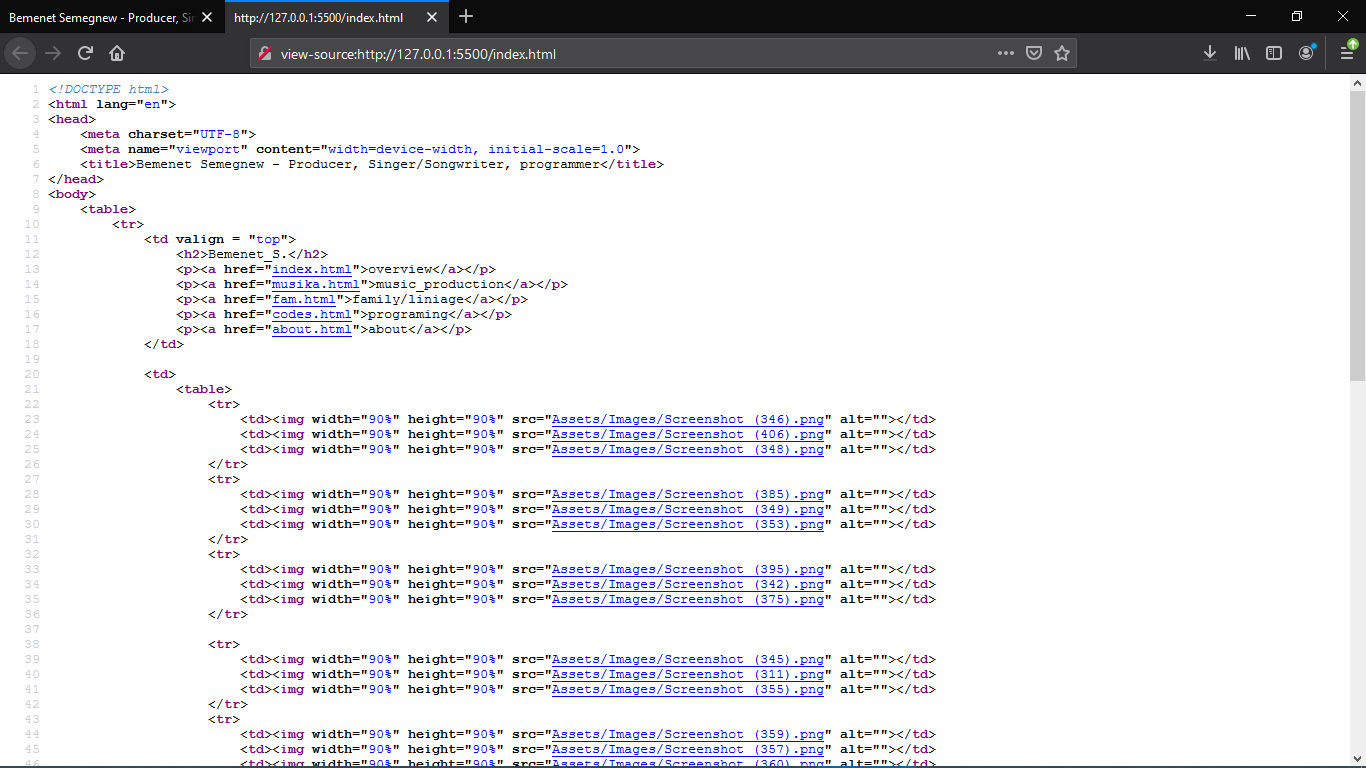 Bemenet Semegnew - Producer, Sin
http://127.0.0.1:5500/index.html
view-source:http://127.0.0.1:5500/index.html
1 <!DOCTYPE html>
2 <html lang="en">
3 <head>
4 <meta charset="UTF-8">
5 <meta name="viewport" content="width=device-width, initial-scale=1.0">
6 <title>Bemenet Semegnew - Producer, Singer/Songwriter, programmer</title>
7 </head>
8 <body>
9 <table>
10 <tr>
11 <td valign = "top">
12 <h2>Bemenet_S.</h2>
13 <p><a href="index.html">overview</a></p>
14 <p><a href="musika.html">music_production</a></p>
15 <p><a href="fam.html">family/liniage</a></p>
16 <p><a href="codes.html">programing</a></p>
17 <p><a href="about.html">about</a></p>
18 </td>
19
20 <td>
21 <table>
22 <tr>
23 <td><img width="90%" height="90%" src="Assets/Images/Screenshot (346).png" alt=""></td>
24 <td><img width="90%" height="90%" src="Assets/Images/Screenshot (406).png" alt=""></td>
25 <td><img width="90%" height="90%" src="Assets/Images/Screenshot (348).png" alt=""></td>
26 </tr>
27 <tr>
28 <td><img width="90%" height="90%" src="Assets/Images/Screenshot (385).png" alt=""></td>
29 <td><img width="90%" height="90%" src="Assets/Images/Screenshot (349).png" alt=""></td>
30 <td><img width="90%" height="90%" src="Assets/Images/Screenshot (353).png" alt=""></td>
31 </tr>
32 <tr>
33 <td><img width="90%" height="90%" src="Assets/Images/Screenshot (395).png" alt=""></td>
34 <td><img width="90%" height="90%" src="Assets/Images/Screenshot (342).png" alt=""></td>
35 <td><img width="90%" height="90%" src="Assets/Images/Screenshot (375).png" alt=""></td>
36 </tr>
37
38 <tr>
39 <td><img width="90%" height="90%" src="Assets/Images/Screenshot (345).png" alt=""></td>
40 <td><img width="90%" height="90%" src="Assets/Images/Screenshot (311).png" alt=""></td>
41 <td><img width="90%" height="90%" src="Assets/Images/Screenshot (355).png" alt=""></td>
42 </tr>
43 <tr>
44 <td><img width="90%" height="90%" src="Assets/Images/Screenshot (359).png" alt=""></td>
45 <td><img width="90%" height="90%" src="Assets/Images/Screenshot (357).png" alt=""></td>
46 <td><img width="90%" height="90%" src="Assets/Images/Screenshot (360).png" alt=""></td>